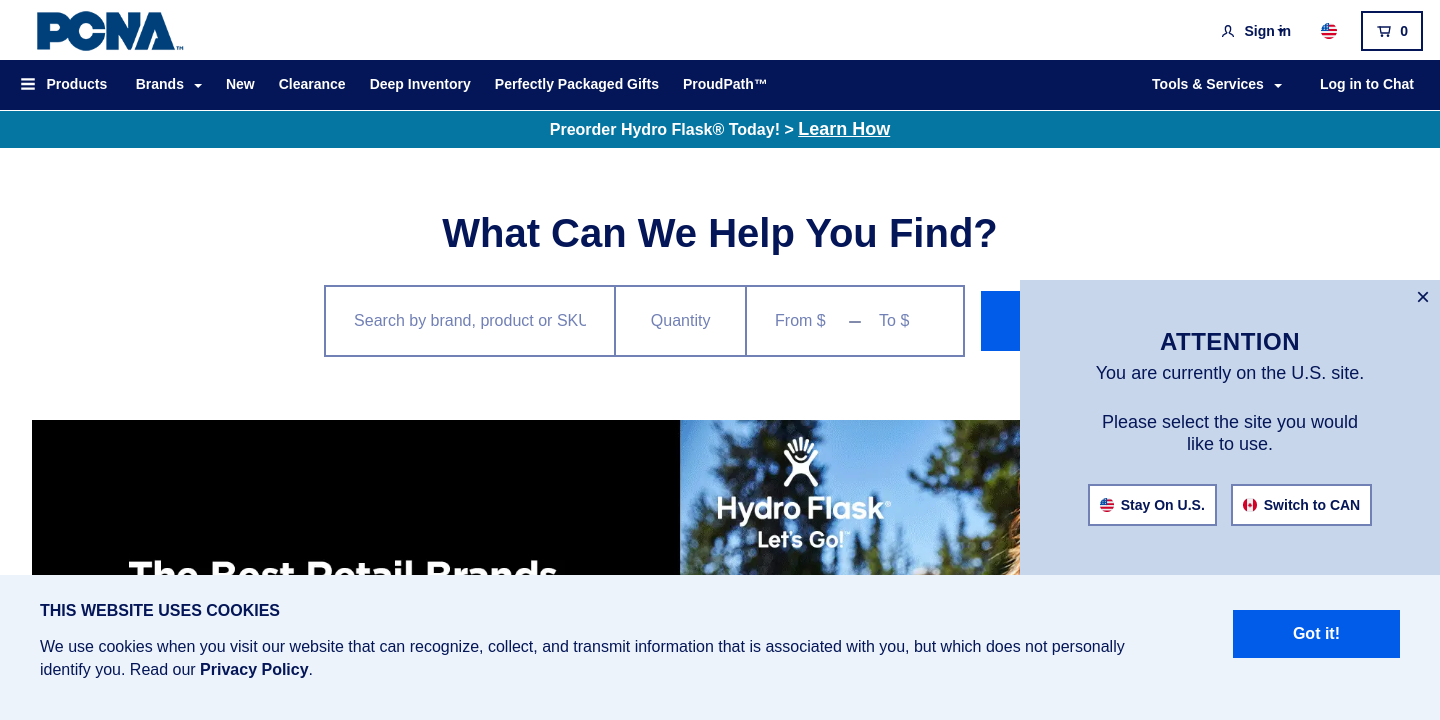 PCNA™
Sign in
0
Products Brands New Clearance Deep Inventory Perfectly Packaged Gifts ProudPath™ Tools & Services Log in to Chat
Preorder Hydro Flask® Today! > Learn How
What Can We Help You Find?
Search by brand, product or SKU Quantity From $ – To $
×
ATTENTION
You are currently on the U.S. site.
Please select the site you would
like to use.
Stay On U.S. Switch to CAN
Hydro Flask®
Let's Go!™
The Best Retail Brands
THIS WEBSITE USES COOKIES
We use cookies when you visit our website that can recognize, collect, and transmit information that is associated with you, but which does not personally
identify you. Read our Privacy Policy.
Got it!